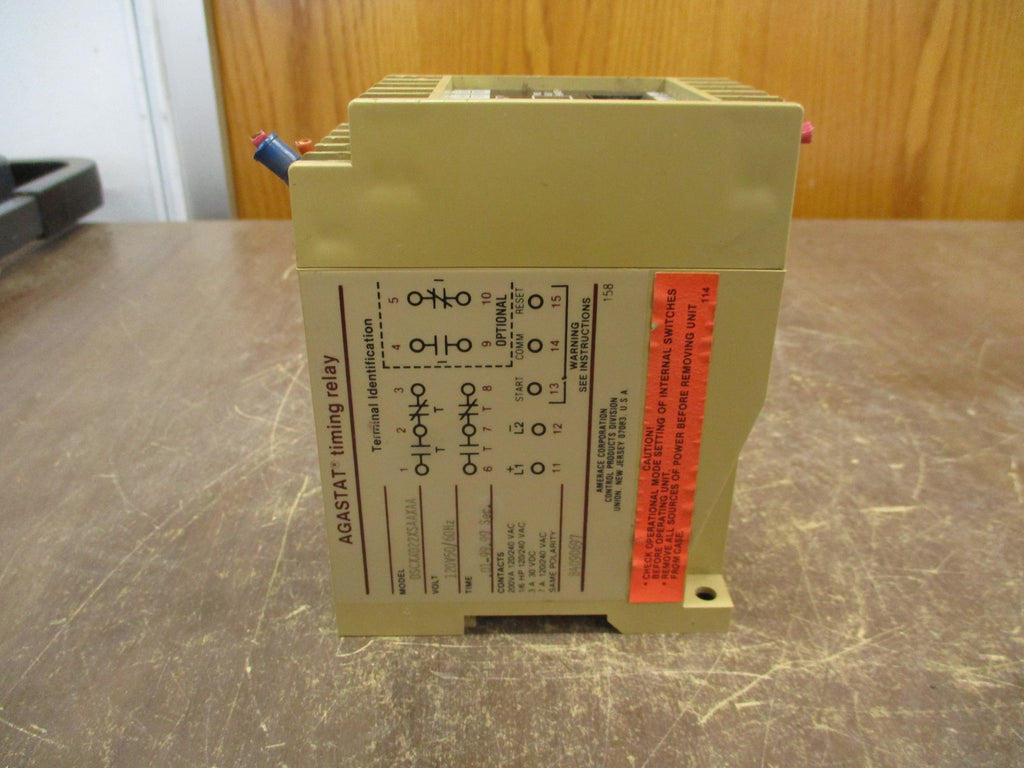 AGASTAT® timing relay
Terminal Identification
1 2 3 4 5
T T
6 T 7 T 8 9 10
OPTIONAL
+ −
L1 L2 START COMM RESET
11 12 13 14 15
WARNING
SEE INSTRUCTIONS
MODEL
VOLT
120V50/60Hz
TIME
CONTACTS
200VA 120/240 VAC
1/6 HP 120/240 VAC
3 A 30 VDC
7 A 120/240 VAC
SAME POLARITY
AMERACE CORPORATION
CONTROL PRODUCTS DIVISION
UNION, NEW JERSEY 07083, U.S.A
158
CAUTION!
* CHECK OPERATIONAL MODE SETTING OF INTERNAL SWITCHES
BEFORE OPERATING UNIT.
* REMOVE ALL SOURCES OF POWER BEFORE REMOVING UNIT
FROM CASE.
114